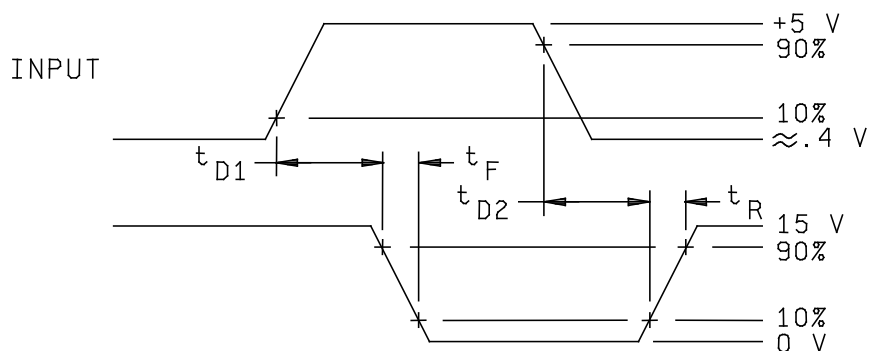 +5 V
90%
INPUT
10%
≈.4 V
tD1
tF
tD2
tR
15 V
90%
10%
0 V